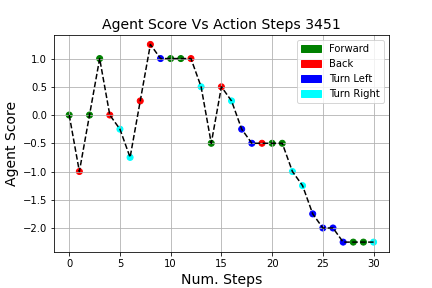 Agent Score Vs Action Steps 3451
Agent Score
1.0
0.5
0.0
−0.5
−1.0
−1.5
−2.0
Forward
Back
Turn Left
Turn Right
0 5 10 15 20 25 30
Num. Steps